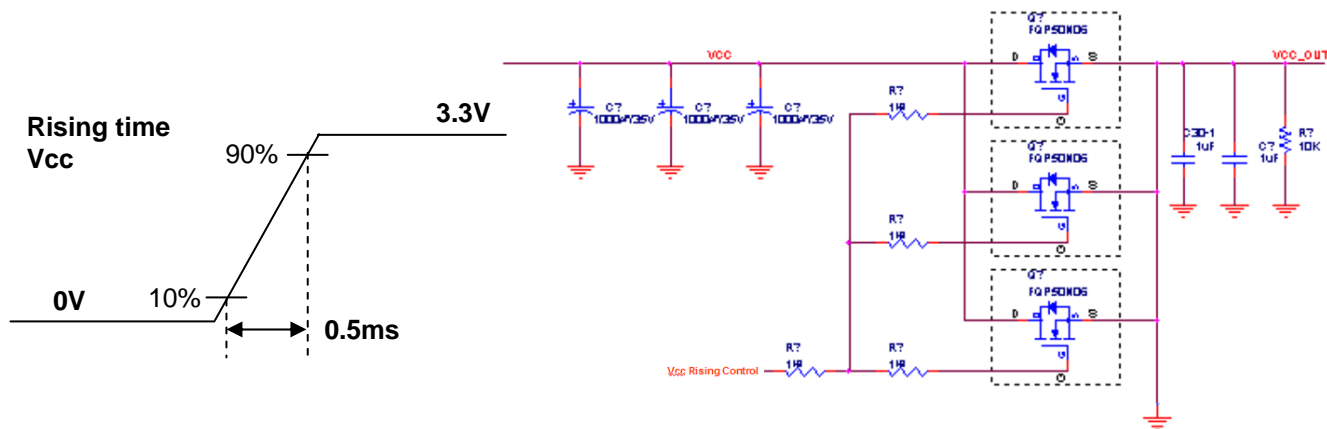 Rising time
Vcc
3.3V
90%
10%
0V
0.5ms
VCC
C?
1000uF/35V
C?
1000uF/35V
C?
1000uF/35V
R?
Q?
FQP50N06
D
S
G
VCC_OUT
C30-1
1uF
C?
1uF
R?
10K
R?
Q?
FQP50N06
D
S
G
R?
R?
Q?
FQP50N06
D
S
G
Vcc Rising Control